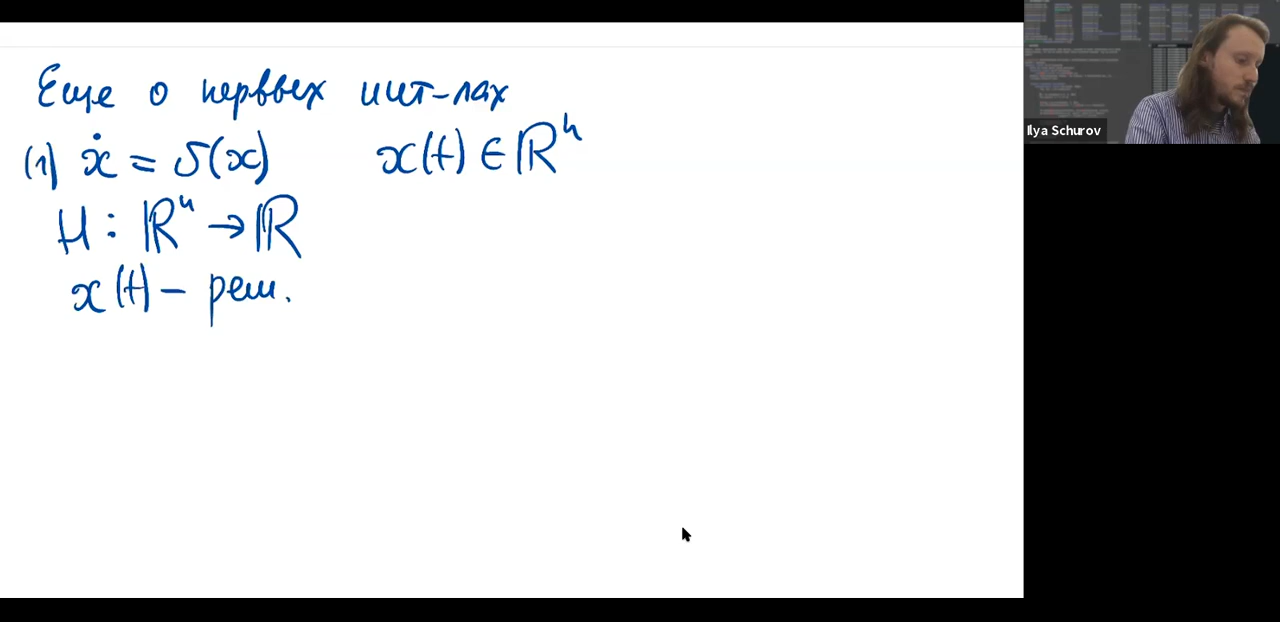 Еще о первых инт-лах
(1) ẋ = v(x) x(t) ∈ ℝⁿ
H : ℝⁿ → ℝ
x(t) – реш.
Ilya Schurov